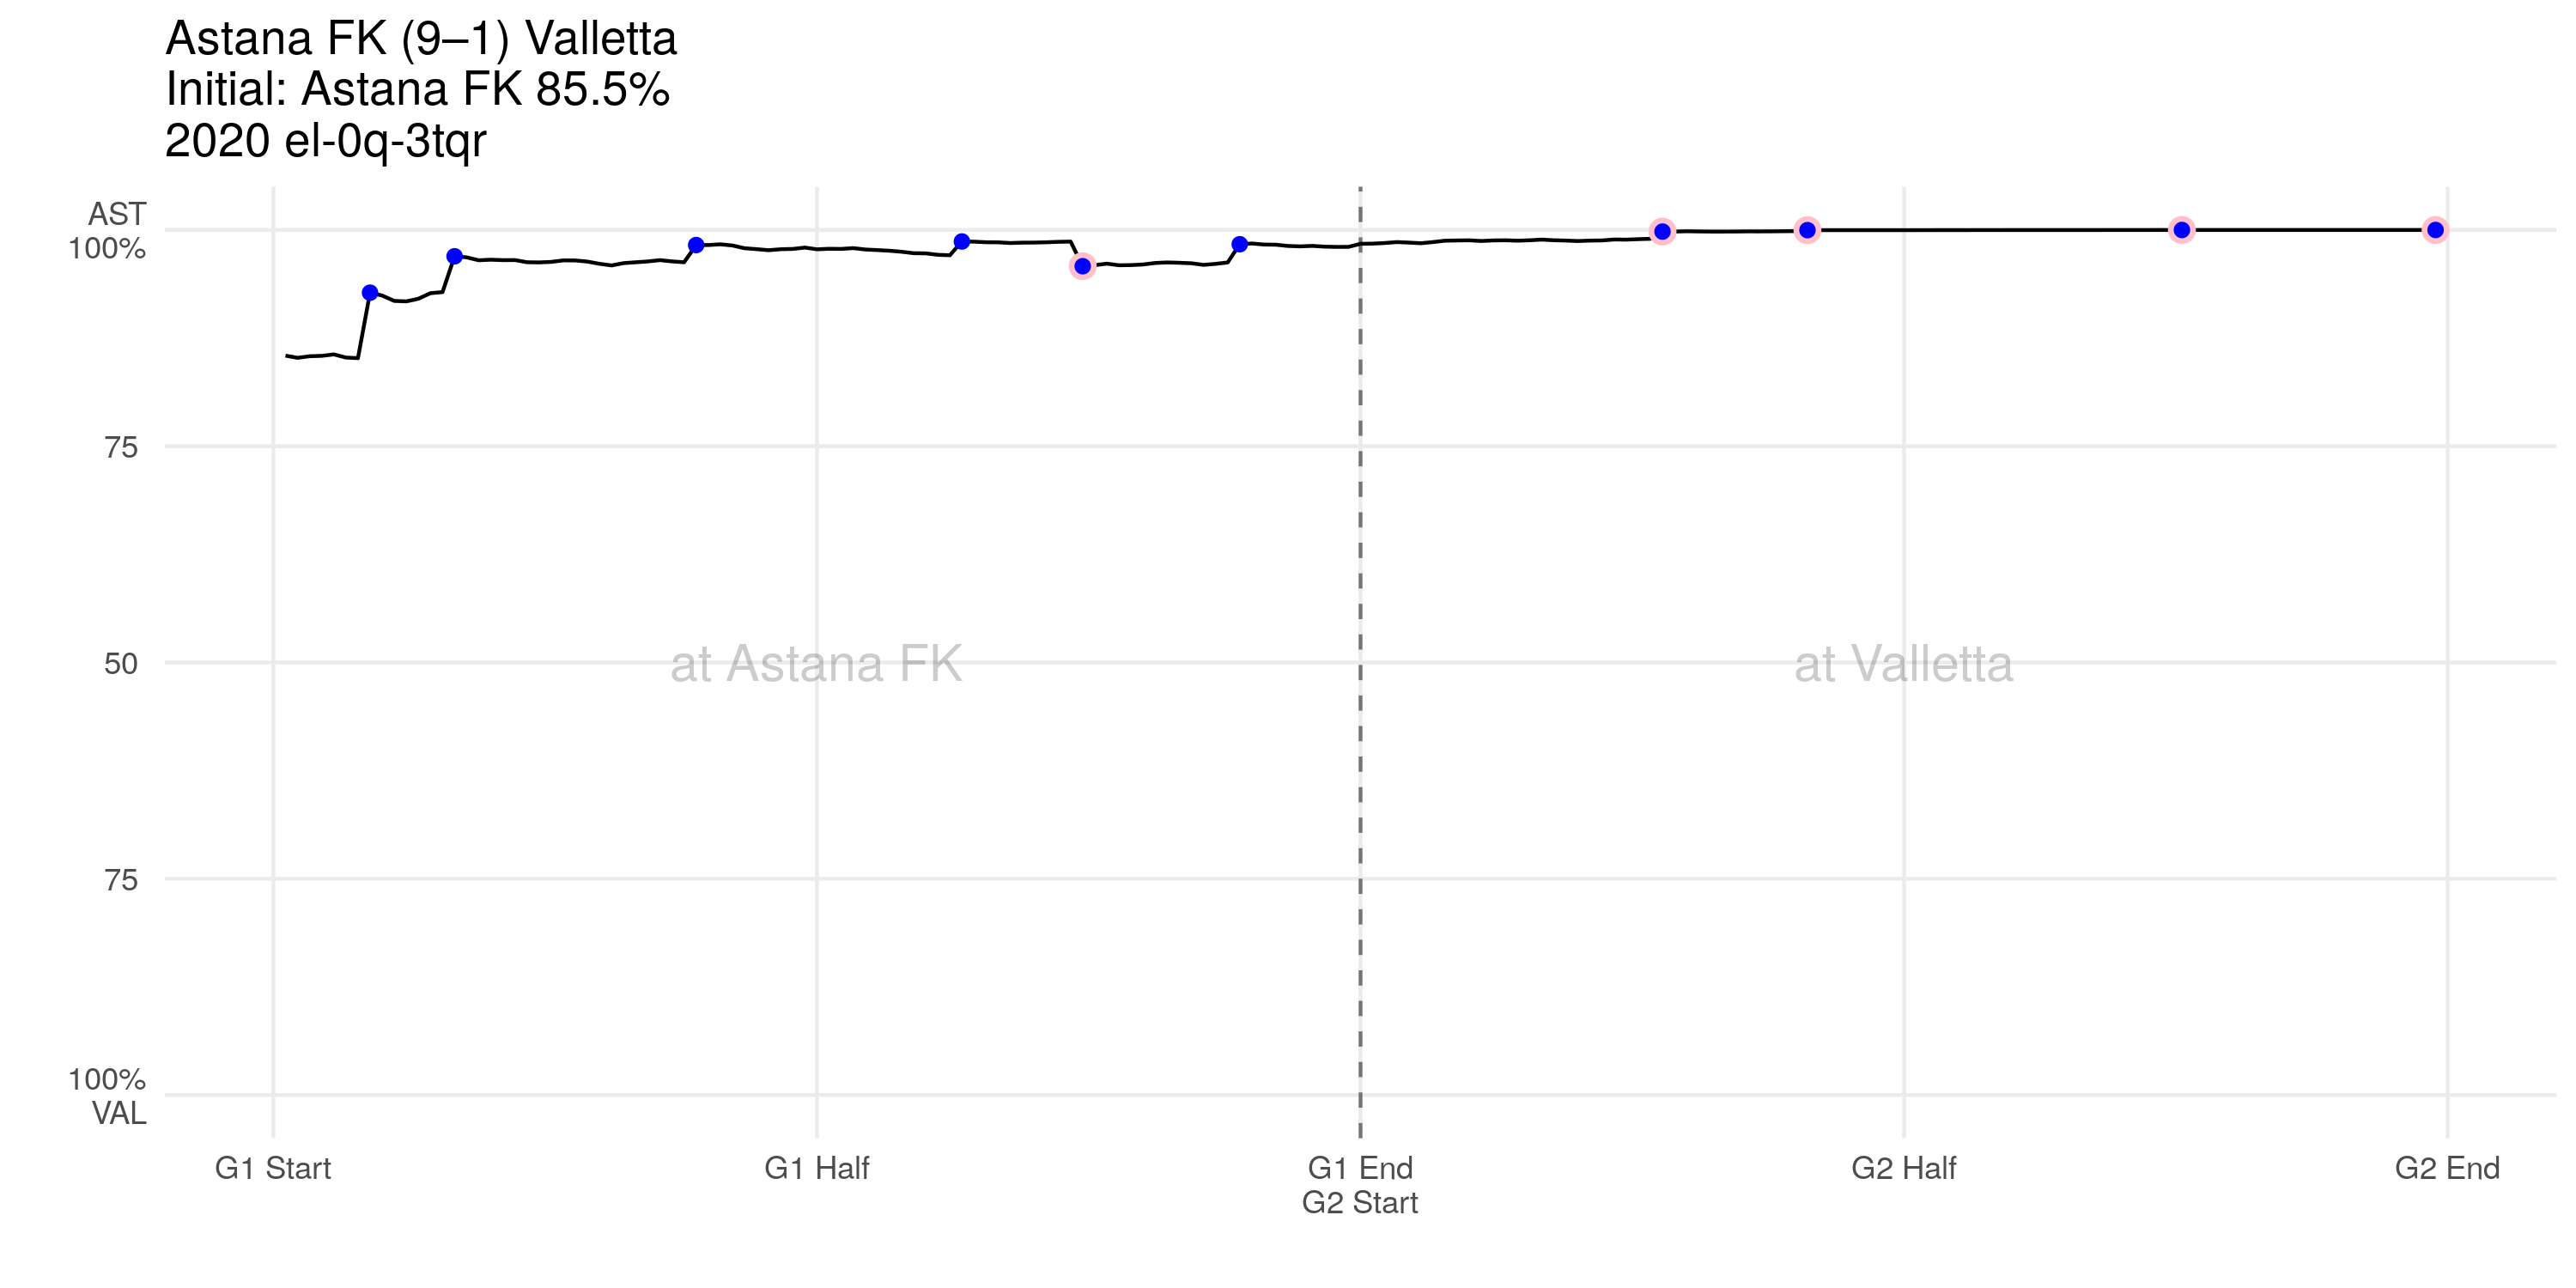 Astana FK (9–1) Valletta
Initial: Astana FK 85.5%
2020 el-0q-3tqr
AST
100%
75
50
75
100%
VAL
at Astana FK
at Valletta
G1 Start
G1 Half
G1 End
G2 Start
G2 Half
G2 End